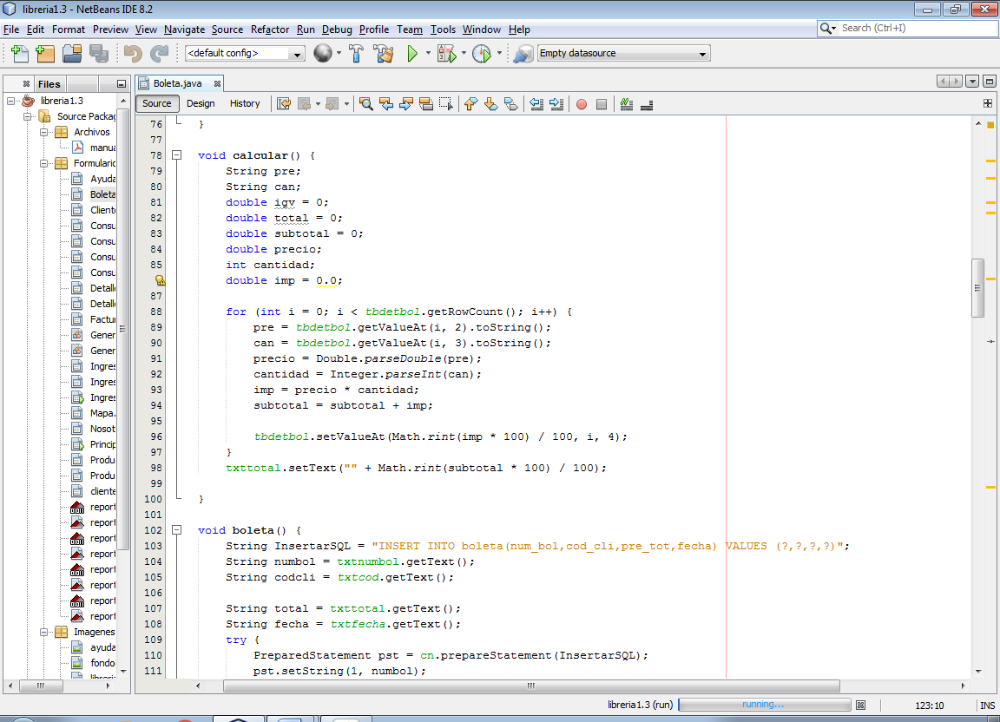 libreria1.3 - NetBeans IDE 8.2
File Edit Format Preview View Navigate Source Refactor Run Debug Profile Team Tools Window Help
Search (Ctrl+I)
<default config>
Empty datasource
Files
Boleta.java
Source Design History
libreria1.3
Source Packag
Archivos
manua
Formulario
Ayuda
Boleta
Client
Consu
Consu
Consu
Consu
Detall
Detall
Factur
Gener
Gener
Ingres
Ingres
Ingres
Mapa.
Nosot
Princip
Produ
Produ
cliente
report
report
report
report
report
report
report
report
Imagenes
ayuda
fondo
libreri
76 }
77
78 void calcular() {
79 String pre;
80 String can;
81 double igv = 0;
82 double total = 0;
83 double subtotal = 0;
84 double precio;
85 int cantidad;
double imp = 0.0;
87
88 for (int i = 0; i < tbdetbol.getRowCount(); i++) {
89 pre = tbdetbol.getValueAt(i, 2).toString();
90 can = tbdetbol.getValueAt(i, 3).toString();
91 precio = Double.parseDouble(pre);
92 cantidad = Integer.parseInt(can);
93 imp = precio * cantidad;
94 subtotal = subtotal + imp;
95
96 tbdetbol.setValueAt(Math.rint(imp * 100) / 100, i, 4);
97 }
98 txttotal.setText("" + Math.rint(subtotal * 100) / 100);
99
100 }
101
102 void boleta() {
103 String InsertarSQL = "INSERT INTO boleta(num_bol,cod_cli,pre_tot,fecha) VALUES (?,?,?,?)";
104 String numbol = txtnumbol.getText();
105 String codcli = txtcod.getText();
106
107 String total = txttotal.getText();
108 String fecha = txtfecha.getText();
109 try {
110 PreparedStatement pst = cn.prepareStatement(InsertarSQL);
111 pst.setString(1, numbol);
libreria1.3 (run) running... 123:10 INS